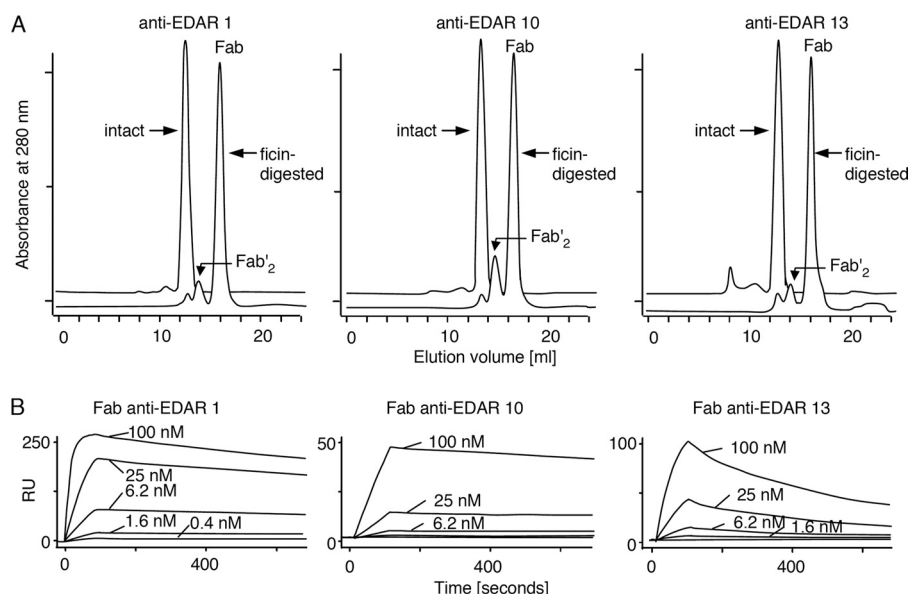 A
anti-EDAR 1
anti-EDAR 10
anti-EDAR 13
Absorbance at 280 nm
Fab
intact
ficin-
digested
Fab'2
0 10 20
Fab
intact
ficin-
digested
Fab'2
0 10 20
Fab
intact
ficin-
digested
Fab'2
0 10 20
Elution volume [ml]
B
Fab anti-EDAR 1
Fab anti-EDAR 10
Fab anti-EDAR 13
RU
250
0
100 nM
25 nM
6.2 nM
1.6 nM
0.4 nM
0 400
50
0
100 nM
25 nM
6.2 nM
0 400
100
0
100 nM
25 nM
6.2 nM
1.6 nM
0 400
Time [seconds]